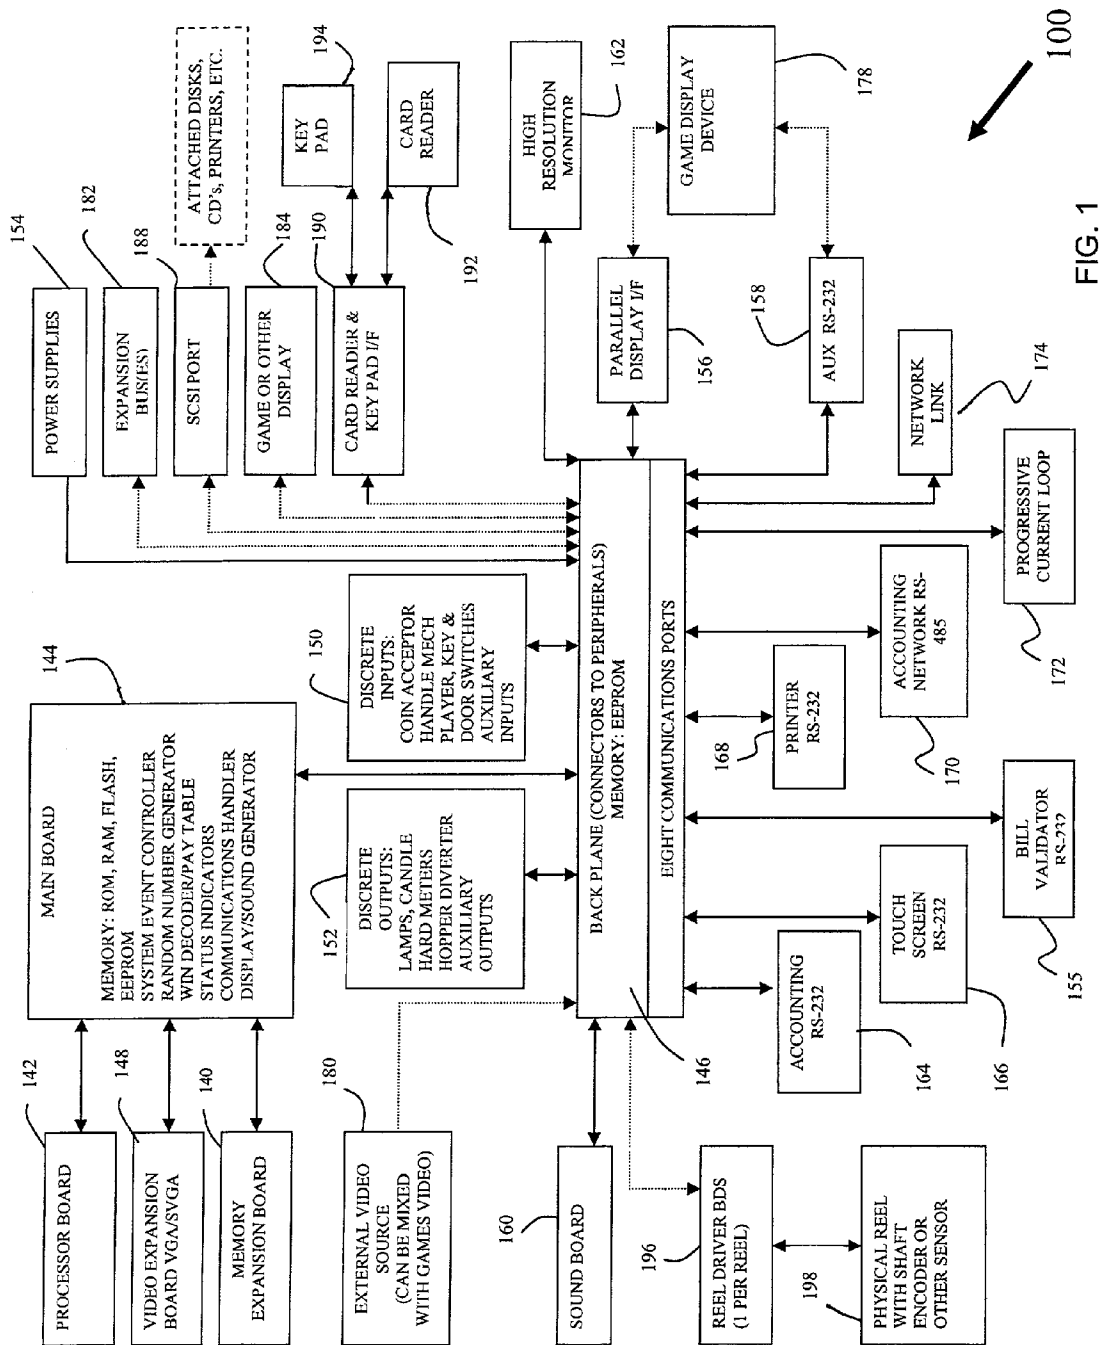 PROCESSOR BOARD
142
VIDEO EXPANSION
BOARD VGA/SVGA
148
MEMORY
EXPANSION BOARD
140
MAIN BOARD
MEMORY: ROM, RAM, FLASH,
EEPROM
SYSTEM EVENT CONTROLLER
RANDOM NUMBER GENERATOR
WIN DECODER/PAY TABLE
STATUS INDICATORS
COMMUNICATIONS HANDLER
DISPLAY/SOUND GENERATOR
144
POWER SUPPLIES
154
EXPANSION
BUS(ES)
182
SCSI PORT
188
ATTACHED DISKS,
CD's, PRINTERS, ETC.
GAME OR OTHER
DISPLAY
184
CARD READER &
KEY PAD I/F
190
KEY
PAD
194
CARD
READER
192
EXTERNAL VIDEO
SOURCE
(CAN BE MIXED
WITH GAMES VIDEO)
180
DISCRETE
OUTPUTS:
LAMPS, CANDLE
HARD METERS
HOPPER DIVERTER
AUXILIARY
OUTPUTS
152
DISCRETE
INPUTS:
COIN ACCEPTOR
HANDLE MECH
PLAYER, KEY &
DOOR SWITCHES
AUXILIARY
INPUTS
150
HIGH
RESOLUTION
MONITOR
162
SOUND BOARD
160
BACK PLANE (CONNECTORS TO PERIPHERALS)
MEMORY: EEPROM
EIGHT COMMUNICATIONS PORTS
146
PARALLEL
DISPLAY I/F
156
GAME DISPLAY
DEVICE
178
AUX RS-232
158
REEL DRIVER BDS
(1 PER REEL)
196
PHYSICAL REEL
WITH SHAFT
ENCODER OR
OTHER SENSOR
198
ACCOUNTING
RS-232
164
TOUCH
SCREEN
RS-232
166
BILL
VALIDATOR
RS-232
155
PRINTER
RS-232
168
ACCOUNTING
NETWORK RS-
485
170
PROGRESSIVE
CURRENT LOOP
172
NETWORK
LINK
174
100
FIG. 1